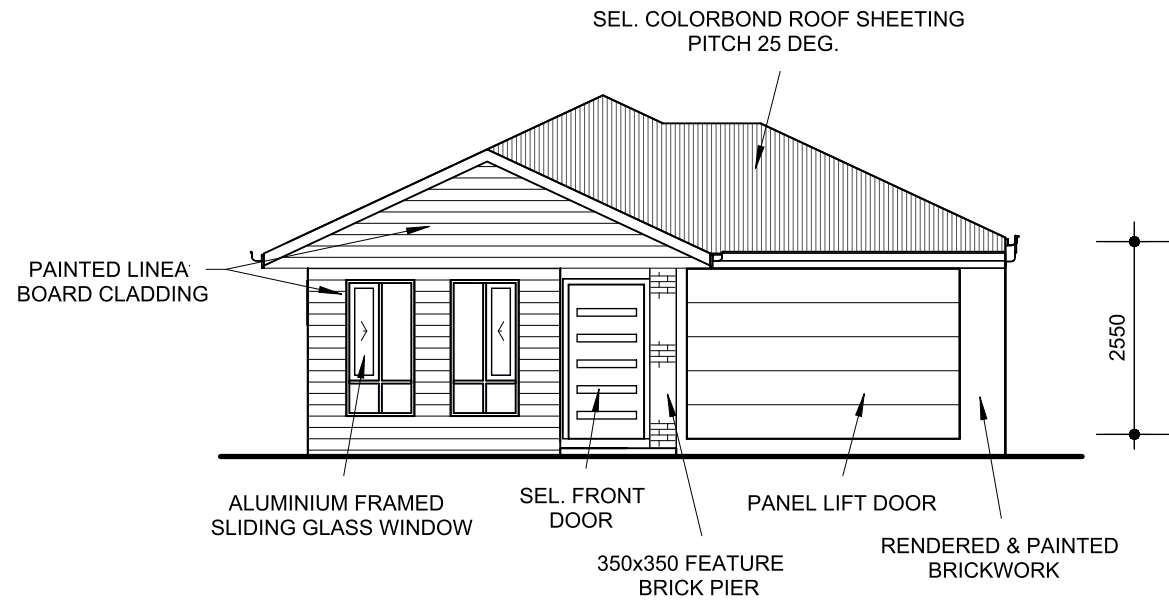 SEL. COLORBOND ROOF SHEETING
PITCH 25 DEG.
PAINTED LINEA
BOARD CLADDING
2550
ALUMINIUM FRAMED
SLIDING GLASS WINDOW
SEL. FRONT
DOOR
PANEL LIFT DOOR
350x350 FEATURE
BRICK PIER
RENDERED & PAINTED
BRICKWORK